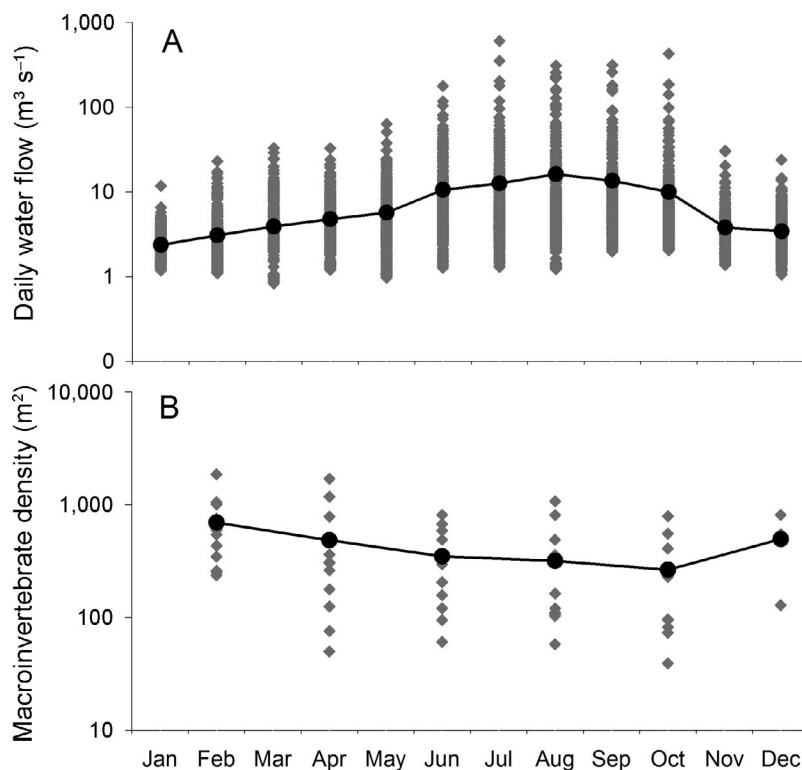 A
Daily water flow (m³ s⁻¹)
1,000
100
10
1
0
B
Macroinvertebrate density (m²)
10,000
1,000
100
10
Jan Feb Mar Apr May Jun Jul Aug Sep Oct Nov Dec